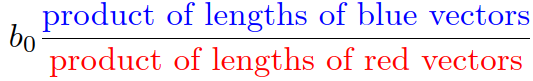 b₀ product of lengths of blue vectors
product of lengths of red vectors